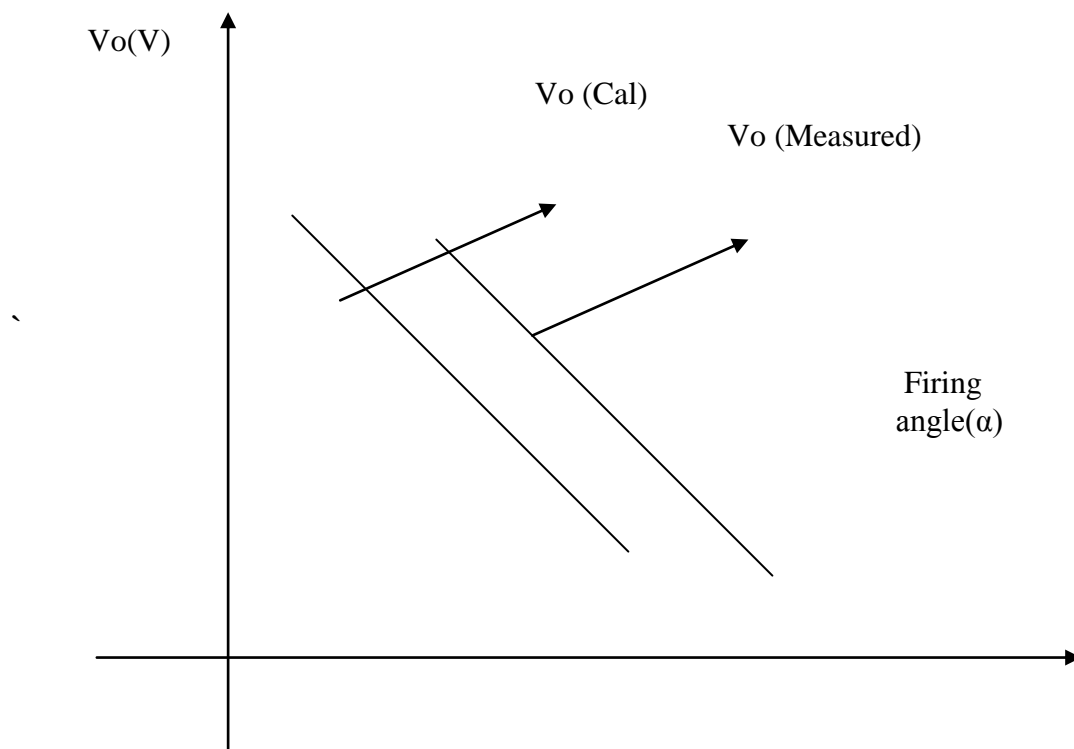 Vo(V)
Vo (Cal)
Vo (Measured)
`
Firing
angle(α)